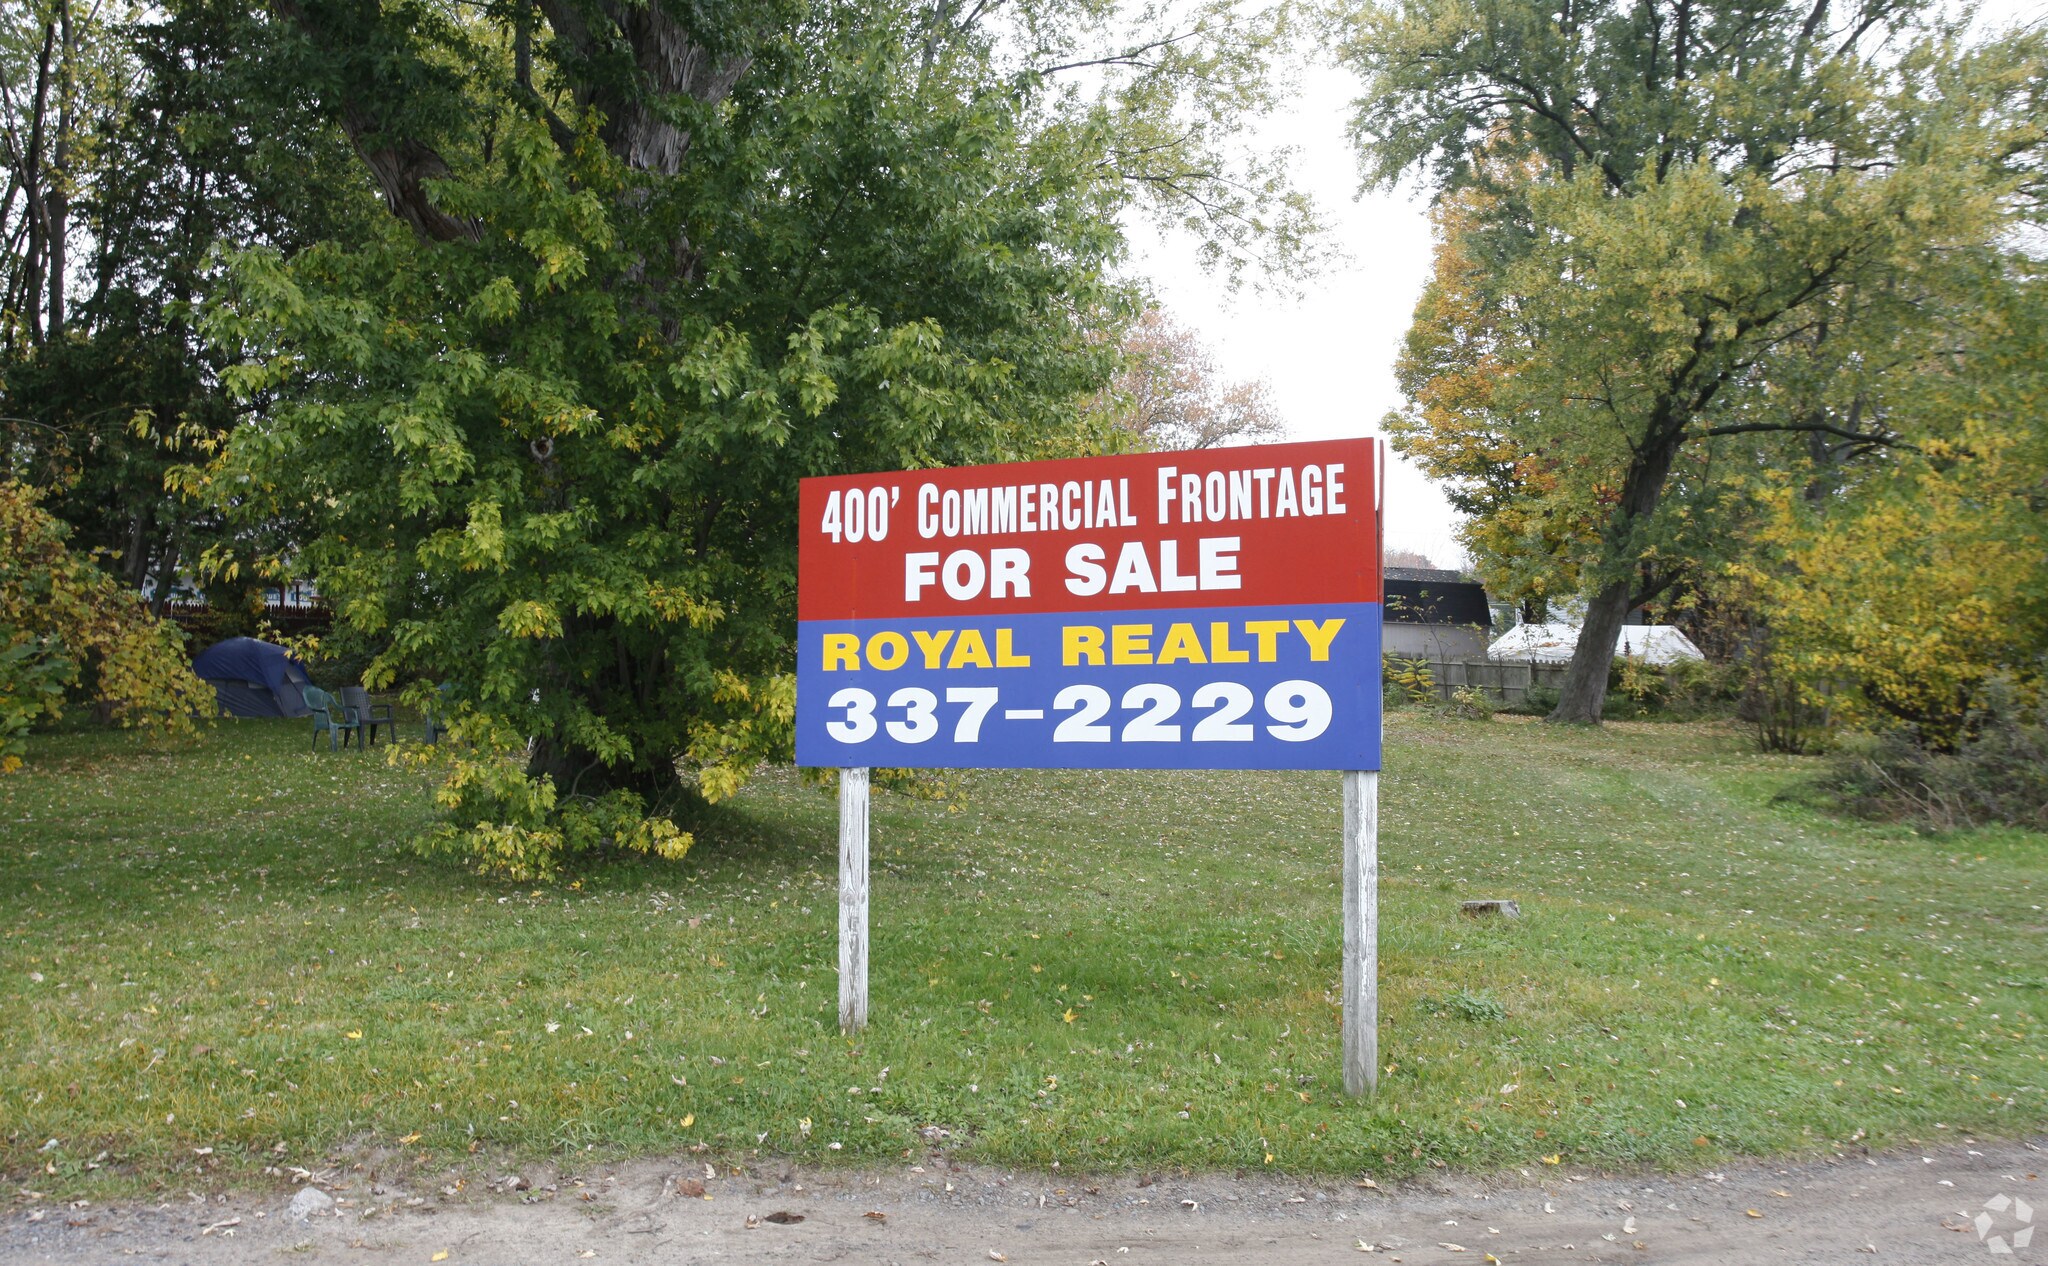 400' COMMERCIAL FRONTAGE
FOR SALE
ROYAL REALTY
337-2229